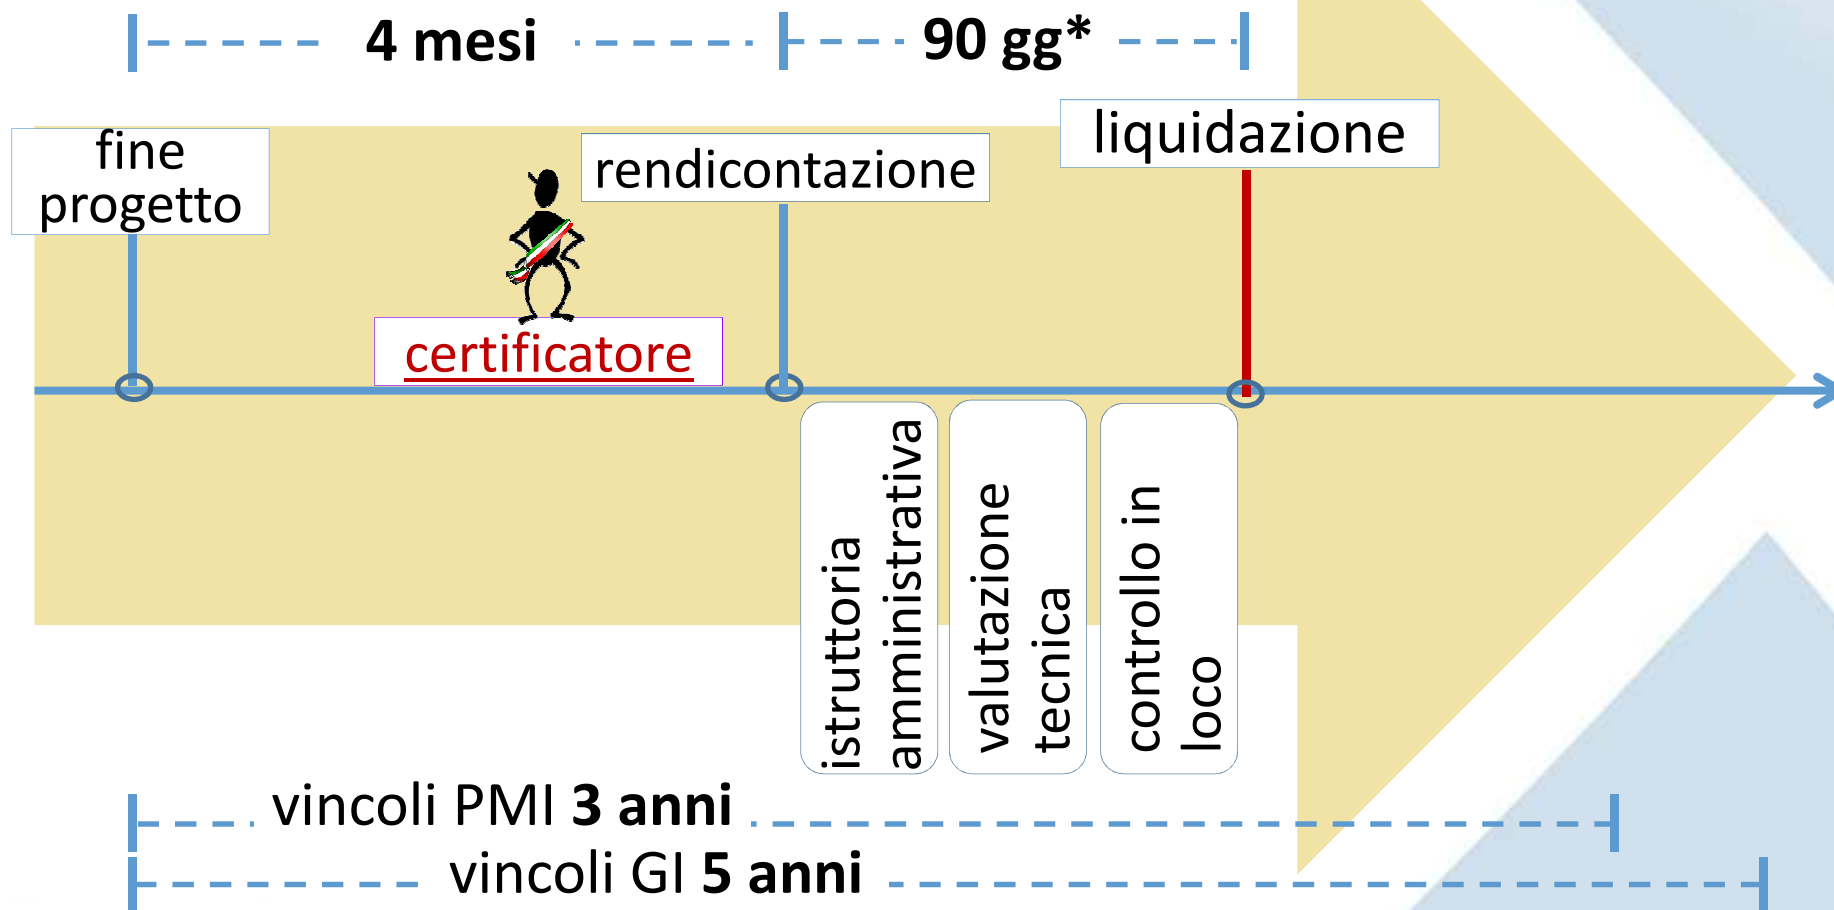 4 mesi
90 gg*
fine
progetto
rendicontazione
liquidazione
certificatore
istruttoria
amministrativa
valutazione
tecnica
controllo in
loco
vincoli PMI 3 anni
vincoli GI 5 anni